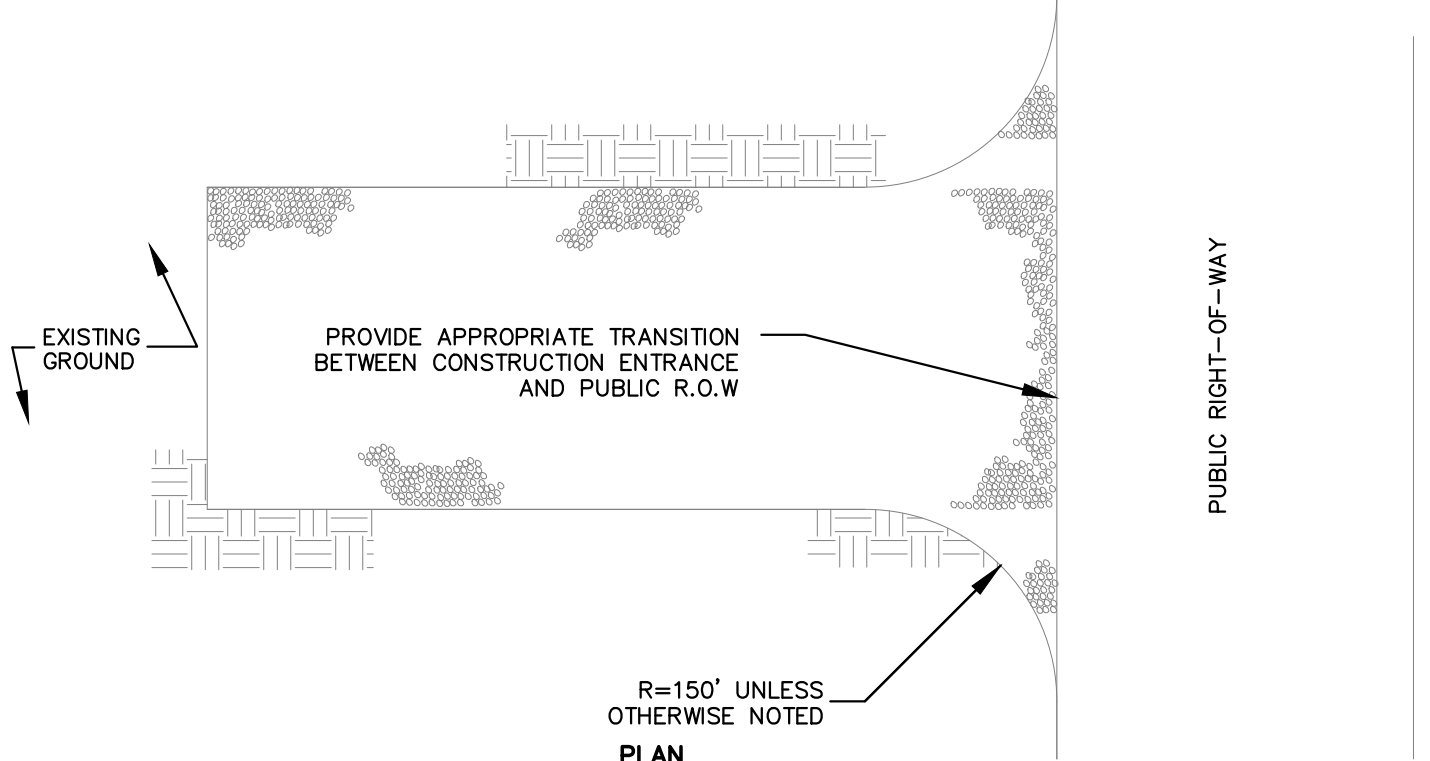 EXISTING
GROUND
PROVIDE APPROPRIATE TRANSITION
BETWEEN CONSTRUCTION ENTRANCE
AND PUBLIC R.O.W
PUBLIC RIGHT-OF-WAY
R=150' UNLESS
OTHERWISE NOTED
PLAN